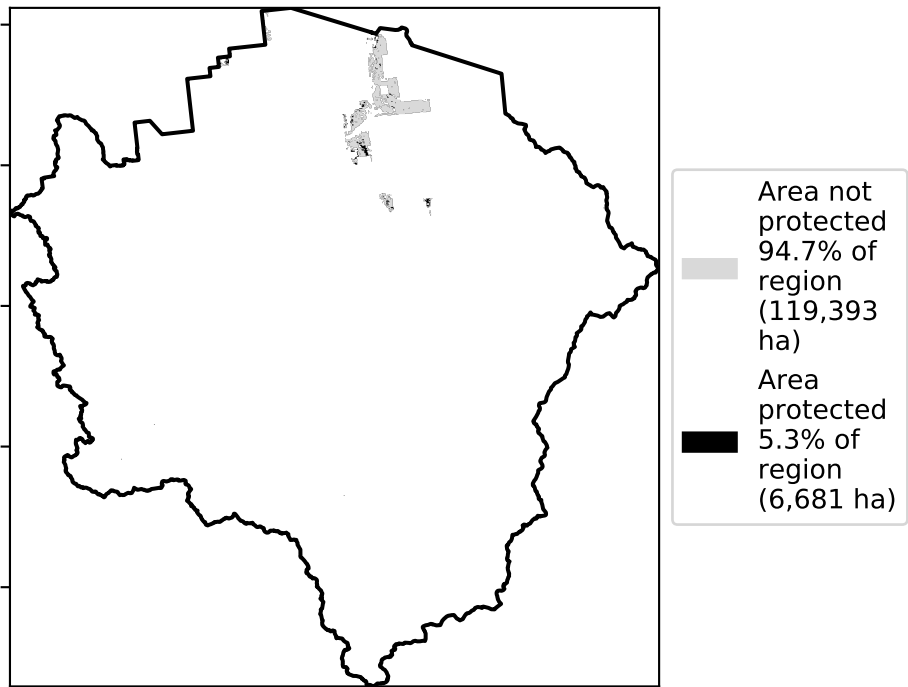 Area not
protected
94.7% of
region
(119,393
ha)
Area
protected
5.3% of
region
(6,681 ha)